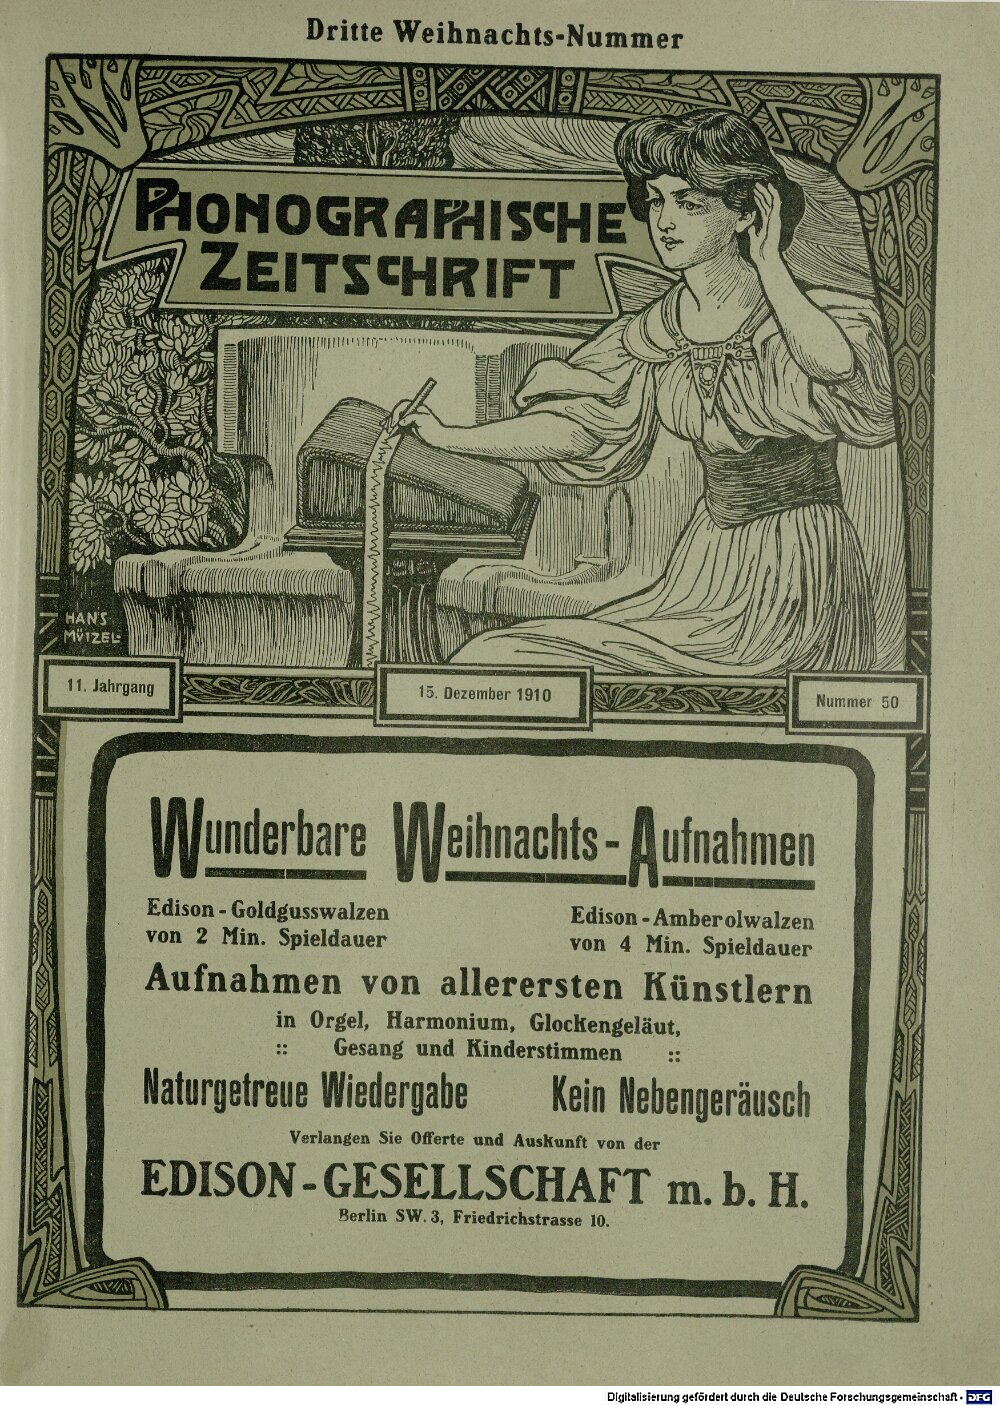 Dritte Weihnachts-Nummer
PHONOGRAPHISCHE
ZEITSCHRIFT
HANS
MÜTZEL-
11. Jahrgang
15. Dezember 1910
Nummer 50
Wunderbare Weihnachts-Aufnahmen
Edison-Goldgusswalzen
von 2 Min. Spieldauer
Edison-Amberolwalzen
von 4 Min. Spieldauer
Aufnahmen von allerersten Künstlern
in Orgel, Harmonium, Glockengeläut,
:: Gesang und Kinderstimmen ::
Naturgetreue Wiedergabe Kein Nebengeräusch
Verlangen Sie Offerte und Auskunft von der
EDISON-GESELLSCHAFT m. b. H.
Berlin SW. 3, Friedrichstrasse 10.
Digitalisierung gefördert durch die Deutsche Forschungsgemeinschaft - DFG